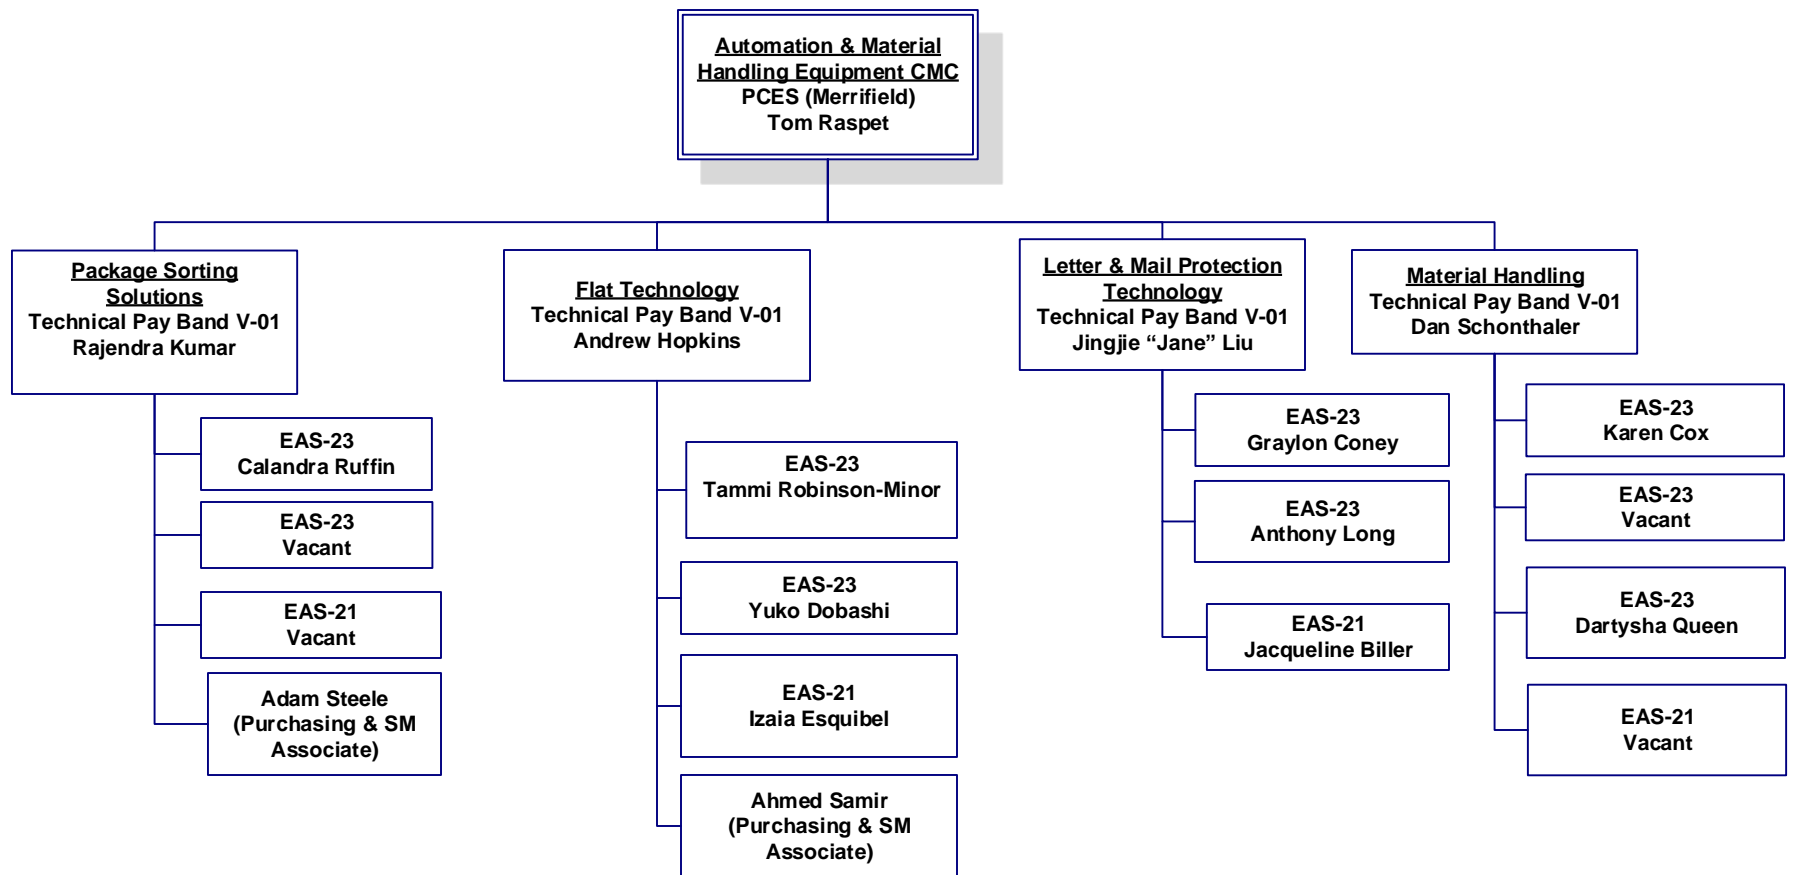 Automation & Material
Handling Equipment CMC
PCES (Merrifield)
Tom Raspet
Package Sorting
Solutions
Technical Pay Band V-01
Rajendra Kumar
EAS-23
Calandra Ruffin
EAS-23
Vacant
EAS-21
Vacant
Adam Steele
(Purchasing & SM
Associate)
Flat Technology
Technical Pay Band V-01
Andrew Hopkins
EAS-23
Tammi Robinson-Minor
EAS-23
Yuko Dobashi
EAS-21
Izaia Esquibel
Ahmed Samir
(Purchasing & SM
Associate)
Letter & Mail Protection
Technology
Technical Pay Band V-01
Jingjie “Jane” Liu
EAS-23
Graylon Coney
EAS-23
Anthony Long
EAS-21
Jacqueline Biller
Material Handling
Technical Pay Band V-01
Dan Schonthaler
EAS-23
Karen Cox
EAS-23
Vacant
EAS-23
Dartysha Queen
EAS-21
Vacant